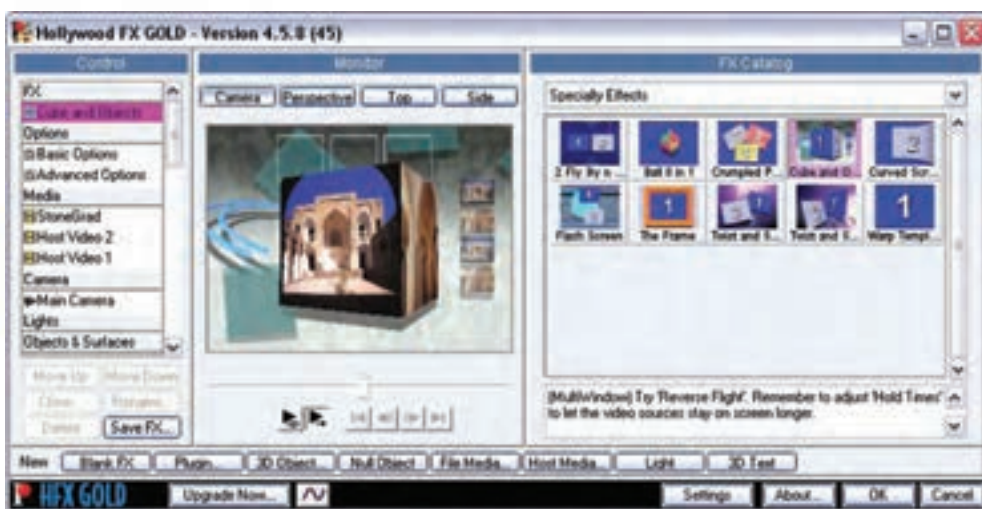 Hollywood FX GOLD - Version 4.5.8 (45)
Control
Monitor
FX Catalog
FX
Cube and Objects
Options
Basic Options
Advanced Options
Media
StoneGrad
Host Video 2
Host Video 1
Camera
Main Camera
Lights
Objects & Surfaces
Move Up
Move Down
Clone
Rename
Delete
Save FX...
Camera
Perspective
Top
Side
Specialty Effects
2 Fly By n ...
Ball 8 in 1
Crumpled P...
Cube and O...
Curved Scr...
Flash Screen
The Frame
Twist and S...
Twist and S...
Warp Templ...
(MultiWindow) Try 'Reverse Flight'. Remember to adjust 'Hold Times'
to let the video sources stay on screen longer.
New
Blank FX
Plugin...
3D Object...
Null Object
File Media...
Host Media...
Light
3D Text
HFX GOLD
Upgrade Now...
Settings
About...
OK
Cancel